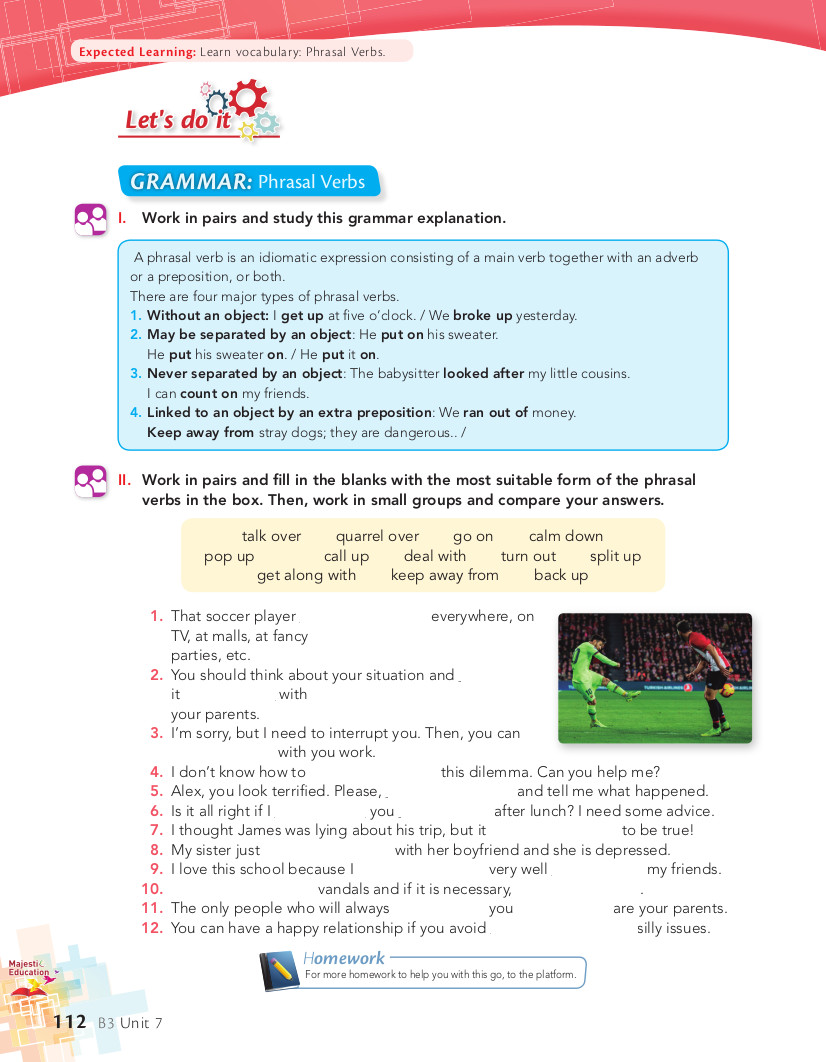 Expected Learning: Learn vocabulary: Phrasal Verbs.
Let's do it
GRAMMAR: Phrasal Verbs
I. Work in pairs and study this grammar explanation.
A phrasal verb is an idiomatic expression consisting of a main verb together with an adverb
or a preposition, or both.
There are four major types of phrasal verbs.
1. Without an object: I get up at five o'clock. / We broke up yesterday.
2. May be separated by an object: He put on his sweater.
He put his sweater on. / He put it on.
3. Never separated by an object: The babysitter looked after my little cousins.
I can count on my friends.
4. Linked to an object by an extra preposition: We ran out of money.
Keep away from stray dogs; they are dangerous.. /
II. Work in pairs and fill in the blanks with the most suitable form of the phrasal
verbs in the box. Then, work in small groups and compare your answers.
talk over quarrel over go on calm down
pop up call up deal with turn out split up
get along with keep away from back up
1. That soccer player everywhere, on
TV, at malls, at fancy
parties, etc.
2. You should think about your situation and
it with
your parents.
3. I'm sorry, but I need to interrupt you. Then, you can
with you work.
4. I don't know how to this dilemma. Can you help me?
5. Alex, you look terrified. Please, and tell me what happened.
6. Is it all right if I you after lunch? I need some advice.
7. I thought James was lying about his trip, but it to be true!
8. My sister just with her boyfriend and she is depressed.
9. I love this school because I very well my friends.
10. vandals and if it is necessary, .
11. The only people who will always you are your parents.
12. You can have a happy relationship if you avoid silly issues.
Homework
For more homework to help you with this go, to the platform.
Majestic
Education
112 B3 Unit 7